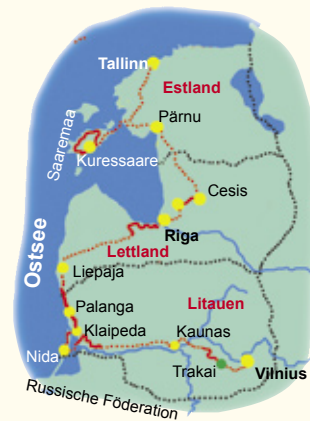 Tallinn
Estland
Pärnu
Saaremaa
Kuressaare
Cesis
Riga
Ostsee
Lettland
Liepaja
Palanga
Litauen
Klaipeda
Kaunas
Nida
Trakai
Vilnius
Russische Föderation